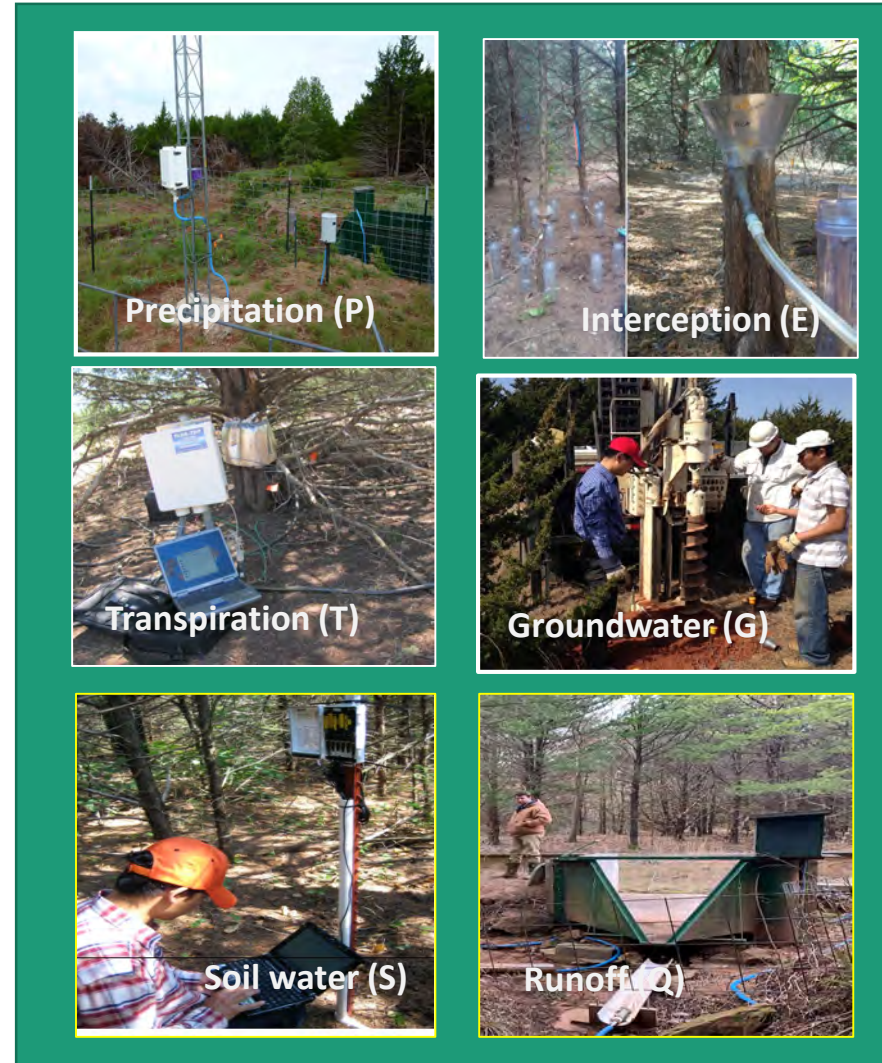 Precipitation (P)
Interception (E)
Transpiration (T)
Groundwater (G)
Soil water (S)
Runoff (Q)